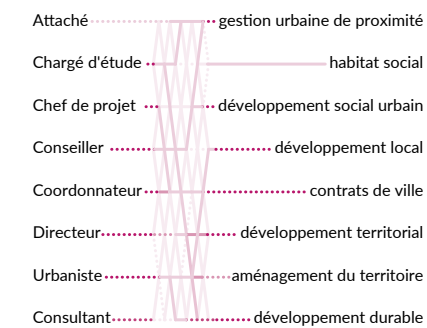 Attaché gestion urbaine de proximité
Chargé d'étude habitat social
Chef de projet développement social urbain
Conseiller développement local
Coordonnateur contrats de ville
Directeur développement territorial
Urbaniste aménagement du territoire
Consultant développement durable